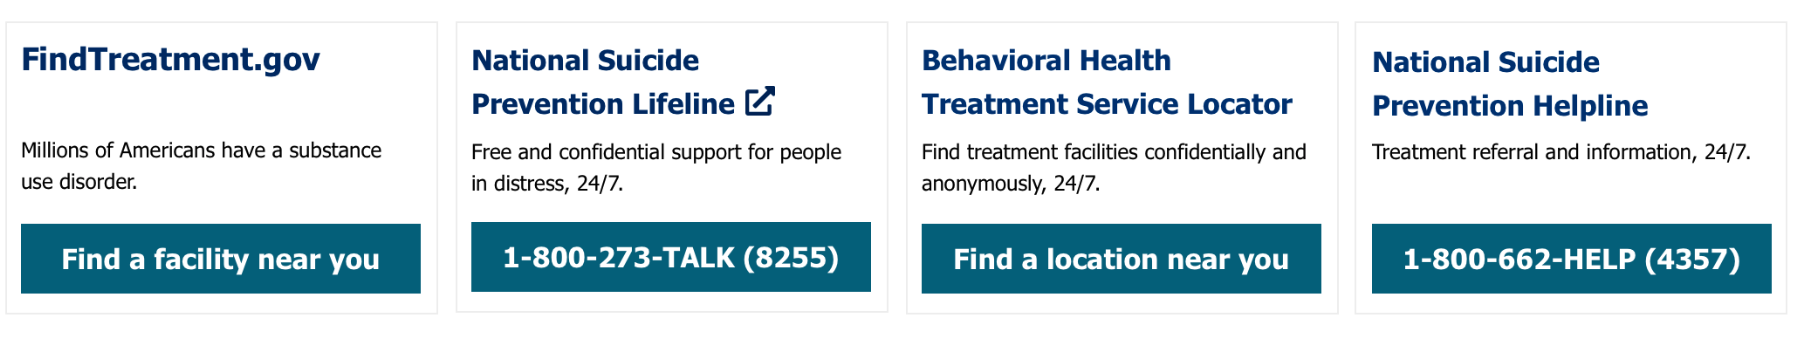 FindTreatment.gov
Millions of Americans have a substance
use disorder.
Find a facility near you
National Suicide
Prevention Lifeline
Free and confidential support for people
in distress, 24/7.
1-800-273-TALK (8255)
Behavioral Health
Treatment Service Locator
Find treatment facilities confidentially and
anonymously, 24/7.
Find a location near you
National Suicide
Prevention Helpline
Treatment referral and information, 24/7.
1-800-662-HELP (4357)